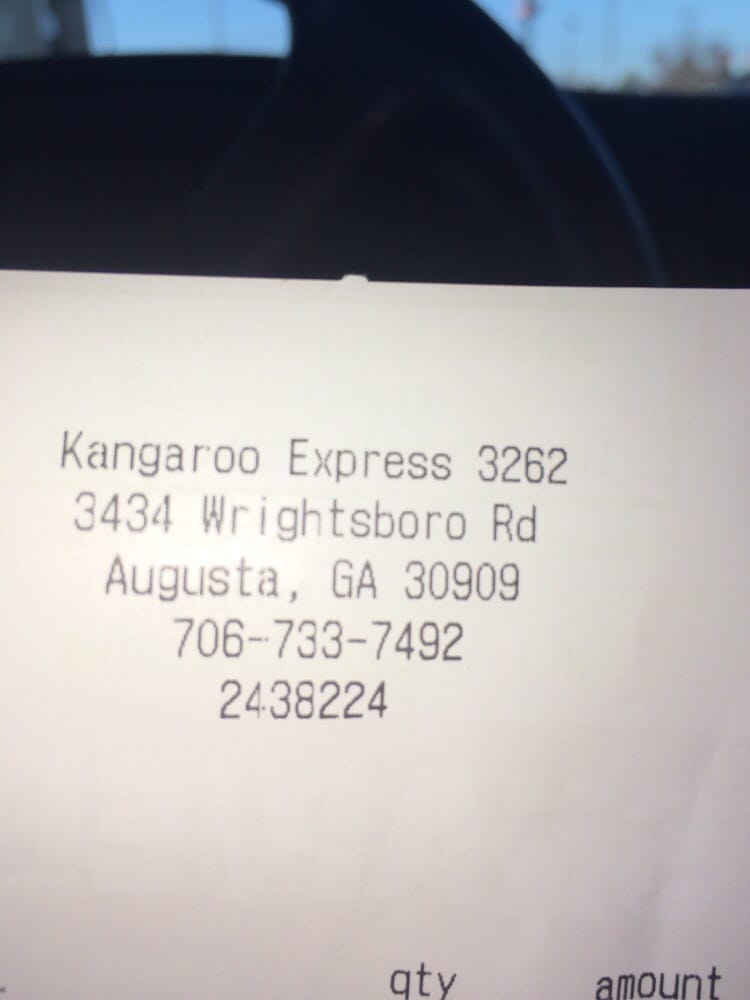 Kangaroo Express 3262
3434 Wrightsboro Rd
Augusta, GA 30909
706-733-7492
2438224
qty amount